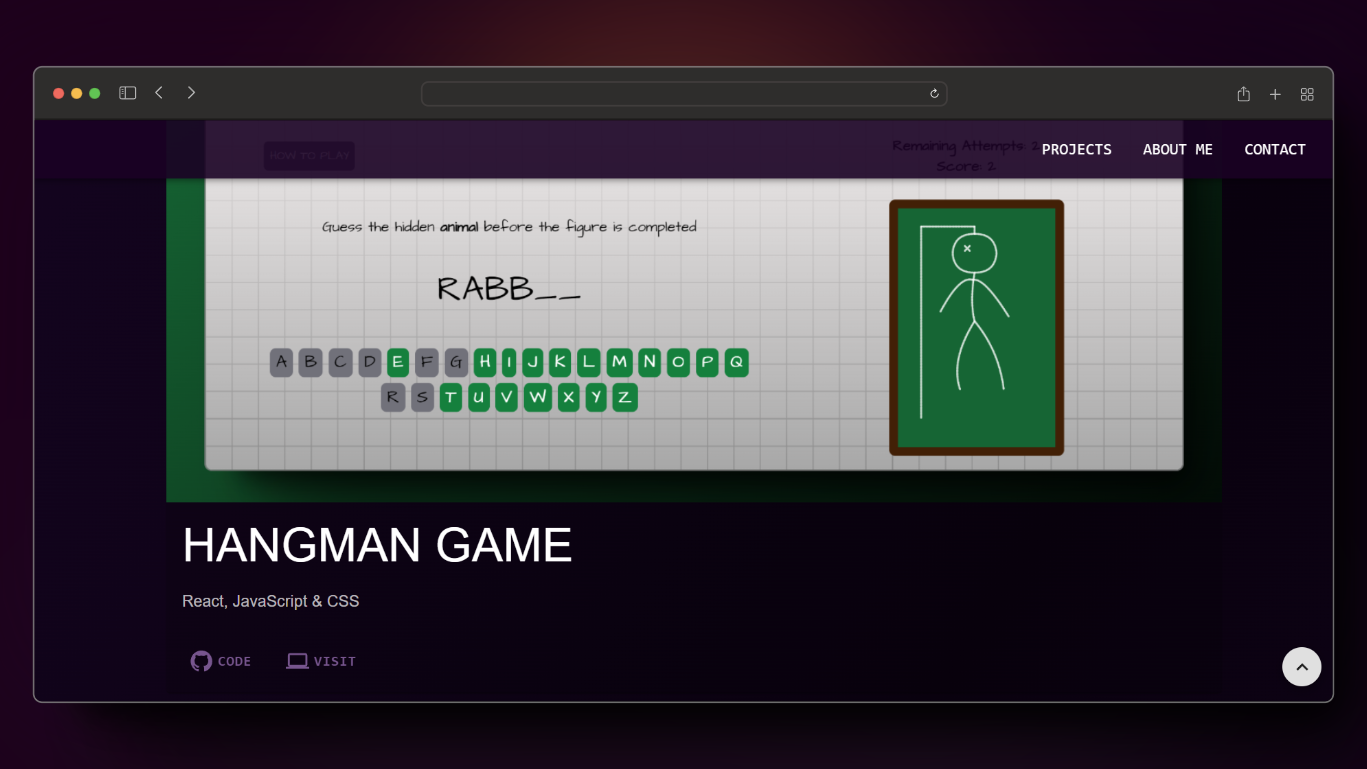 PROJECTS ABOUT ME CONTACT
HOW TO PLAY
Remaining Attempts: 2
Score: 2
Guess the hidden animal before the figure is completed
RABB__
A B C D E F G H I J K L M N O P Q
R S T U V W X Y Z
HANGMAN GAME
React, JavaScript & CSS
CODE VISIT